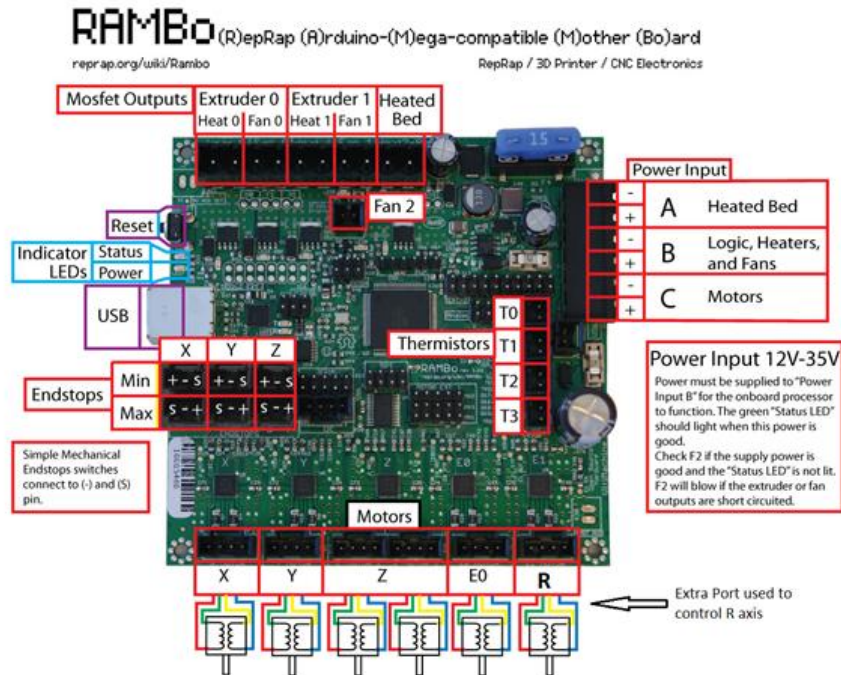 RAMBo (R)epRap (A)rduino-(M)ega-compatible (M)other (Bo)ard
reprap.org/wiki/Rambo
RepRap / 3D Printer / CNC Electronics
Mosfet Outputs
Extruder 0
Extruder 1
Heated
Bed
Heat 0
Fan 0
Heat 1
Fan 1
15
Fan 2
Power Input
- A Heated Bed
+
- B Logic, Heaters,
+ and Fans
- C Motors
+
Reset
Indicator
LEDs
Status
Power
USB
X Y Z
Endstops
Min + - S + - S + - S
Max S - + S - + S - +
Thermistors
T0
T1
T2
T3
RAMBo
Power Input 12V-35V
Power must be supplied to "Power
Input B" for the onboard processor
to function. The green "Status LED"
should light when this power is
good.
Check F2 if the supply power is
good and the "Status LED" is not lit.
F2 will blow if the extruder or fan
outputs are short circuited.
Simple Mechanical
Endstops switches
connect to (-) and (S)
pin.
X Y Z E0 E1
Motors
X Y Z E0 R
Extra Port used to
control R axis